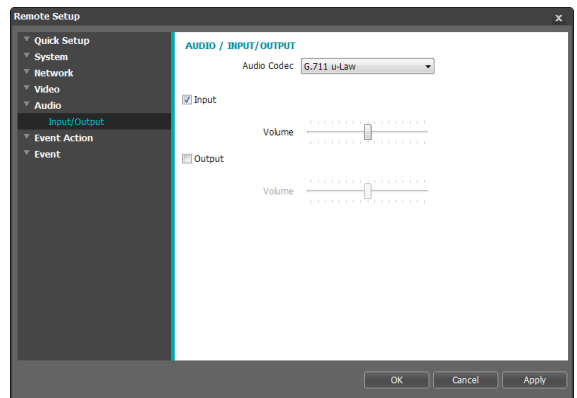 Remote Setup
x
Quick Setup
System
Network
Video
Audio
Input/Output
Event Action
Event
AUDIO / INPUT/OUTPUT
Audio Codec G.711 u-Law
Input
Volume
Output
Volume
OK Cancel Apply